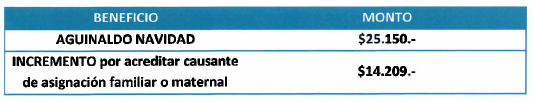 BENEFICIO MONTO
AGUINALDO NAVIDAD $25.150.-
INCREMENTO por acreditar causante
de asignación familiar o maternal $14.209.-